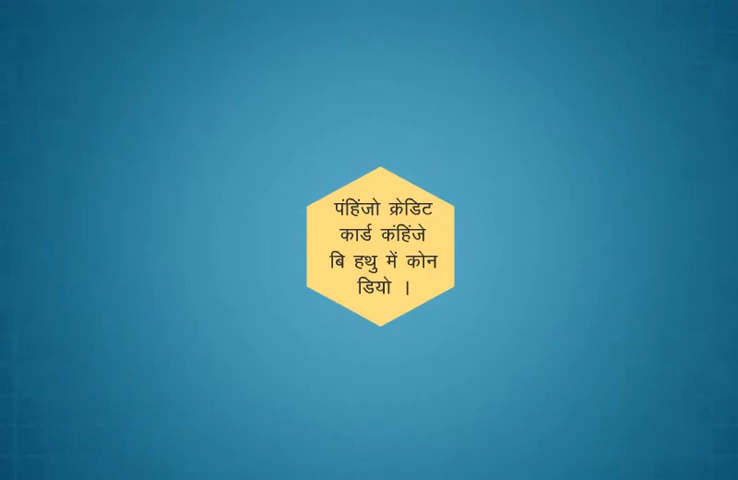 पंहिंजो क्रेडिट
कार्ड कंहिंजे
बि हथु में कोन
डियो ।